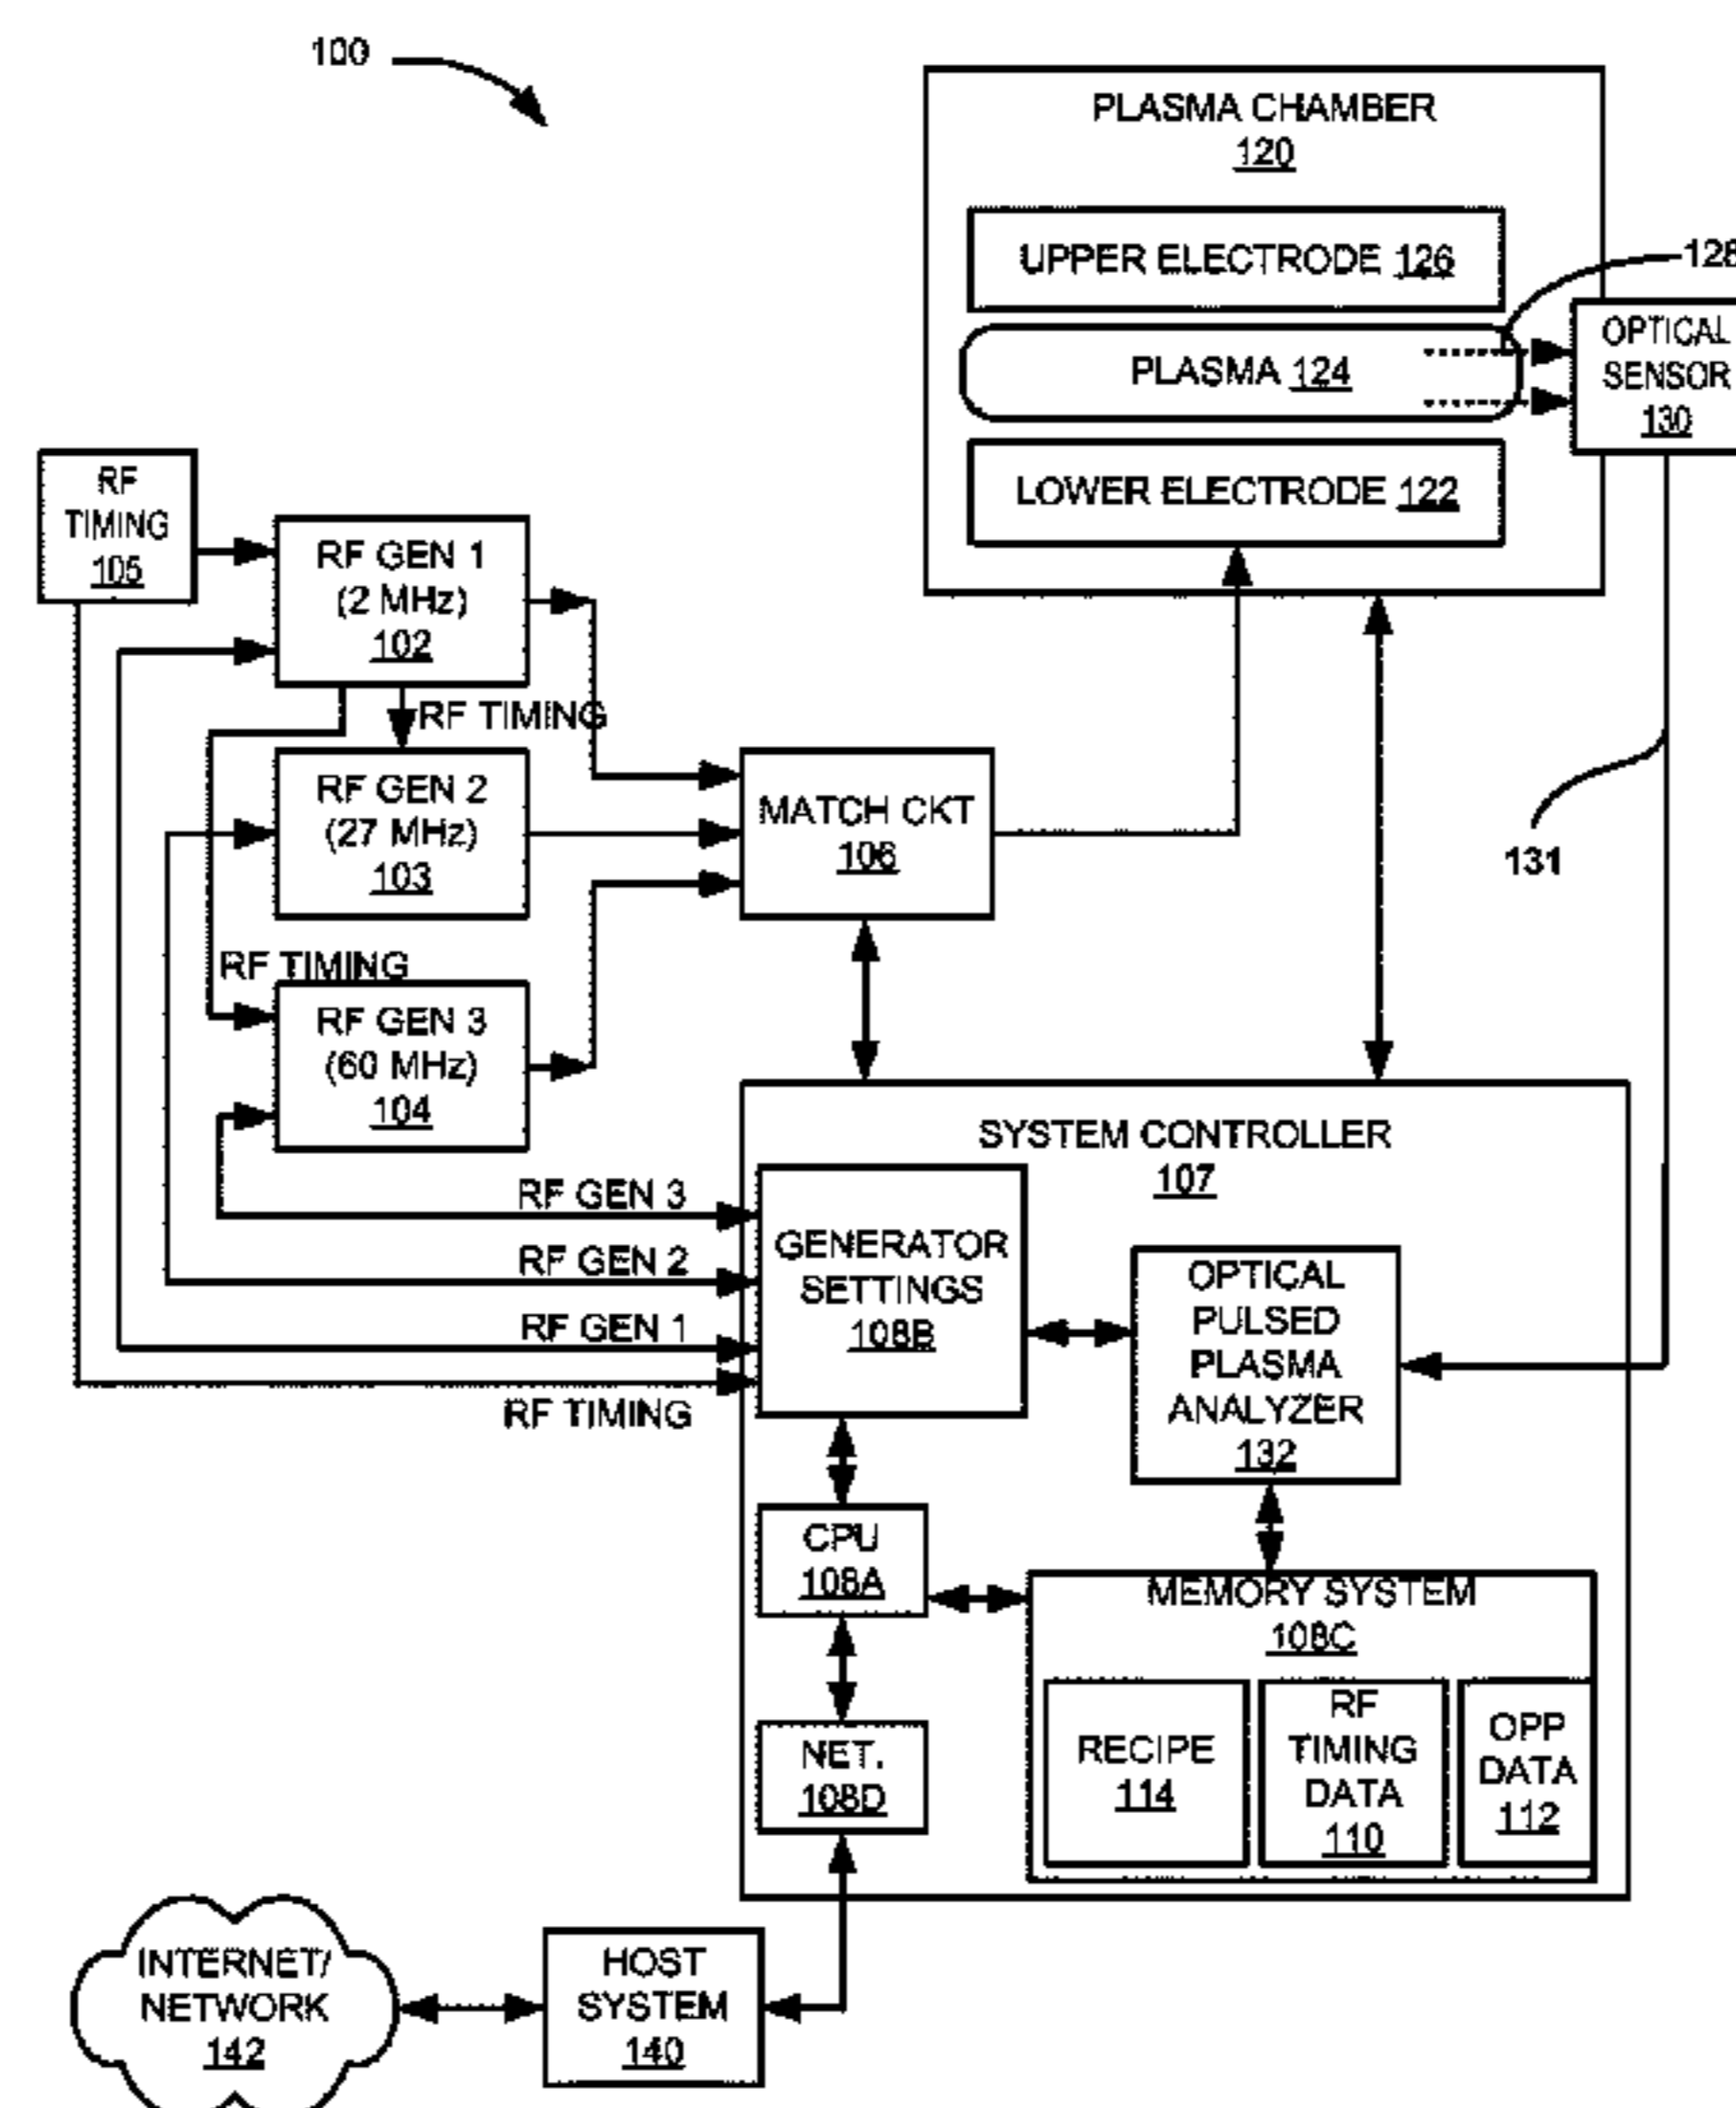 100
PLASMA CHAMBER
120
UPPER ELECTRODE 126
128
OPTICAL
SENSOR
130
PLASMA 124
LOWER ELECTRODE 122
RF
TIMING
105
RF GEN 1
(2 MHz)
102
RF TIMING
RF GEN 2
(27 MHz)
103
MATCH CKT
106
131
RF TIMING
RF GEN 3
(60 MHz)
104
SYSTEM CONTROLLER
107
RF GEN 3
RF GEN 2
RF GEN 1
RF TIMING
GENERATOR
SETTINGS
108B
OPTICAL
PULSED
PLASMA
ANALYZER
132
CPU
108A
MEMORY SYSTEM
108C
NET.
108D
RECIPE
114
RF
TIMING
DATA
110
OPP
DATA
112
INTERNET/
NETWORK
142
HOST
SYSTEM
140